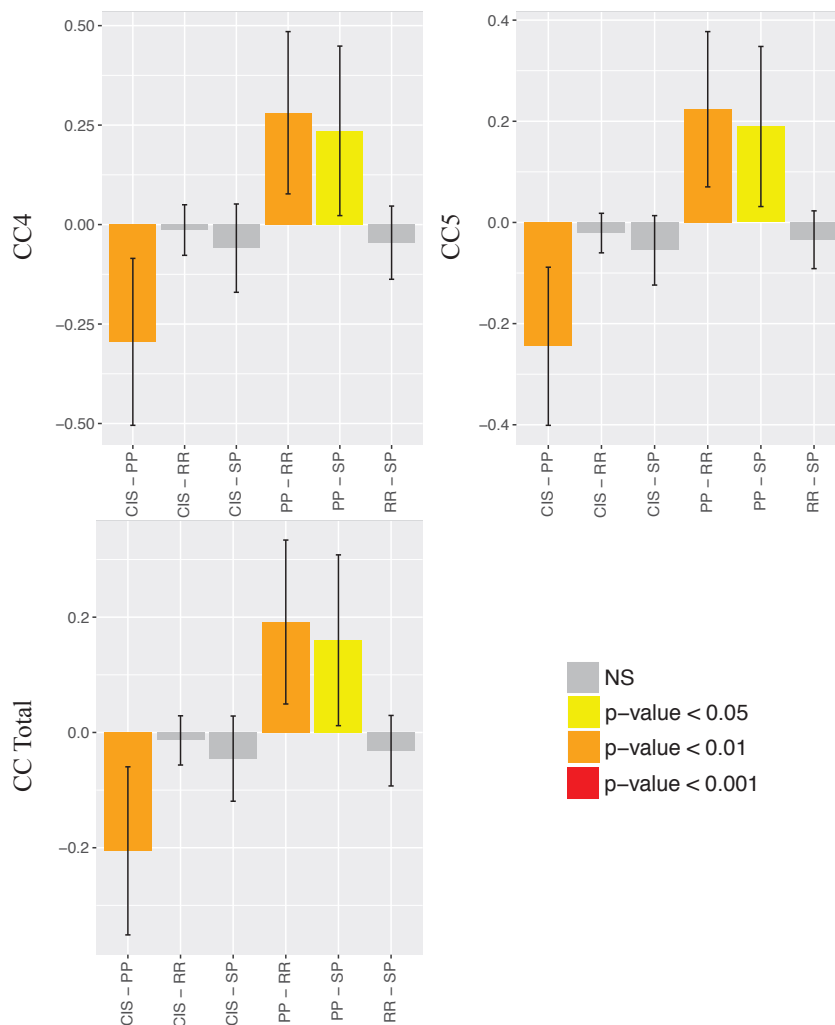 CC4
0.50
0.25
0.00
−0.25
−0.50
CIS − PP
CIS − RR
CIS − SP
PP − RR
PP − SP
RR − SP
CC5
0.4
0.2
0.0
−0.2
−0.4
CIS − PP
CIS − RR
CIS − SP
PP − RR
PP − SP
RR − SP
CC Total
0.2
0.0
−0.2
CIS − PP
CIS − RR
CIS − SP
PP − RR
PP − SP
RR − SP
NS
p−value < 0.05
p−value < 0.01
p−value < 0.001